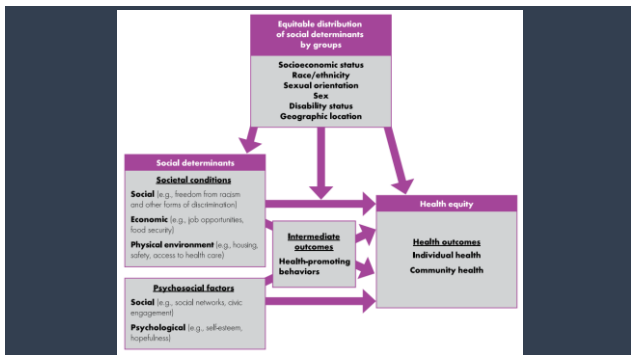 Equitable distribution
of social determinants
by groups
Socioeconomic status
Race/ethnicity
Sexual orientation
Sex
Disability status
Geographic location
Social determinants
Societal conditions
Social (e.g., freedom from racism
and other forms of discrimination)
Economic (e.g., job opportunities,
food security)
Physical environment (e.g., housing,
safety, access to health care)
Psychosocial factors
Social (e.g., social networks, civic
engagement)
Psychological (e.g., self-esteem,
hopefulness)
Intermediate
outcomes
Health-promoting
behaviors
Health equity
Health outcomes
Individual health
Community health